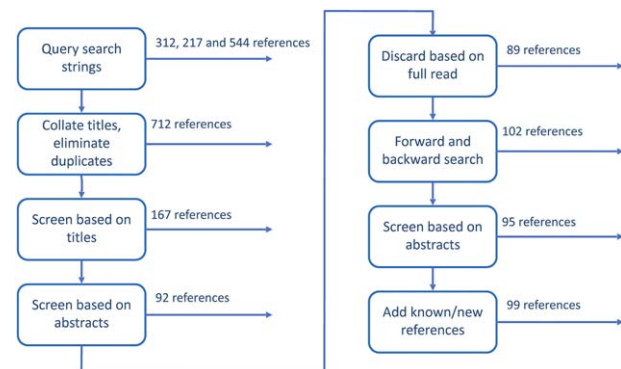 Query search
strings
312, 217 and 544 references
Collate titles,
eliminate
duplicates
712 references
Screen based on
titles
167 references
Screen based on
abstracts
92 references
Discard based on
full read
89 references
Forward and
backward search
102 references
Screen based on
abstracts
95 references
Add known/new
references
99 references